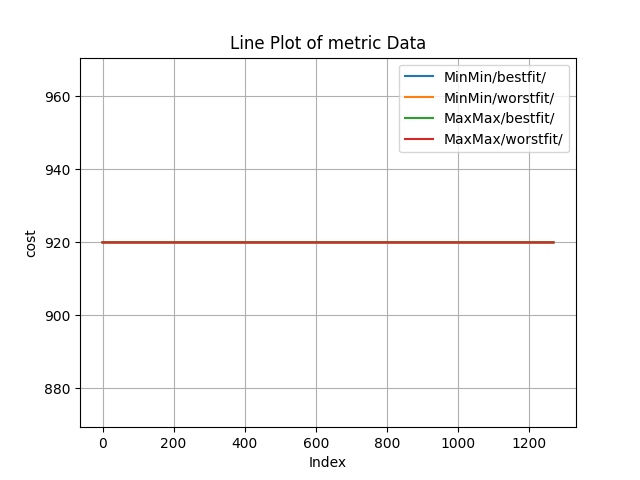 Line Plot of metric Data
MinMin/bestfit/
MinMin/worstfit/
MaxMax/bestfit/
MaxMax/worstfit/
960
940
920
900
880
cost
0 200 400 600 800 1000 1200
Index